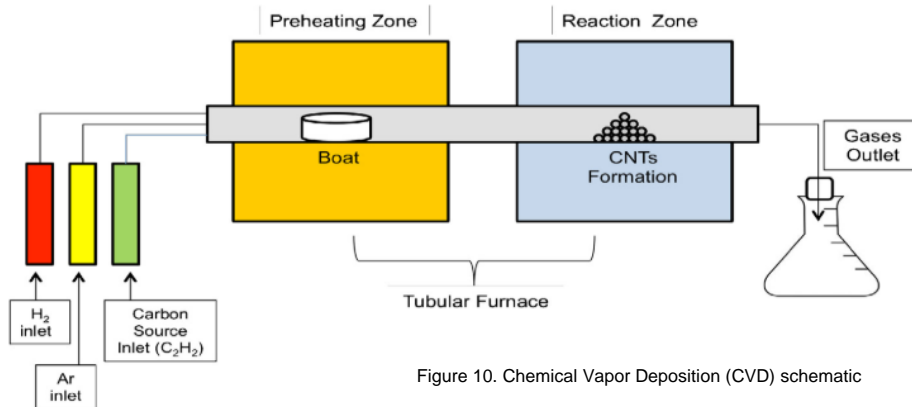 Preheating Zone
Reaction Zone
Boat
CNTs
Formation
Gases
Outlet
Tubular Furnace
H₂
inlet
Carbon
Source
Inlet (C₂H₂)
Ar
inlet
Figure 10. Chemical Vapor Deposition (CVD) schematic